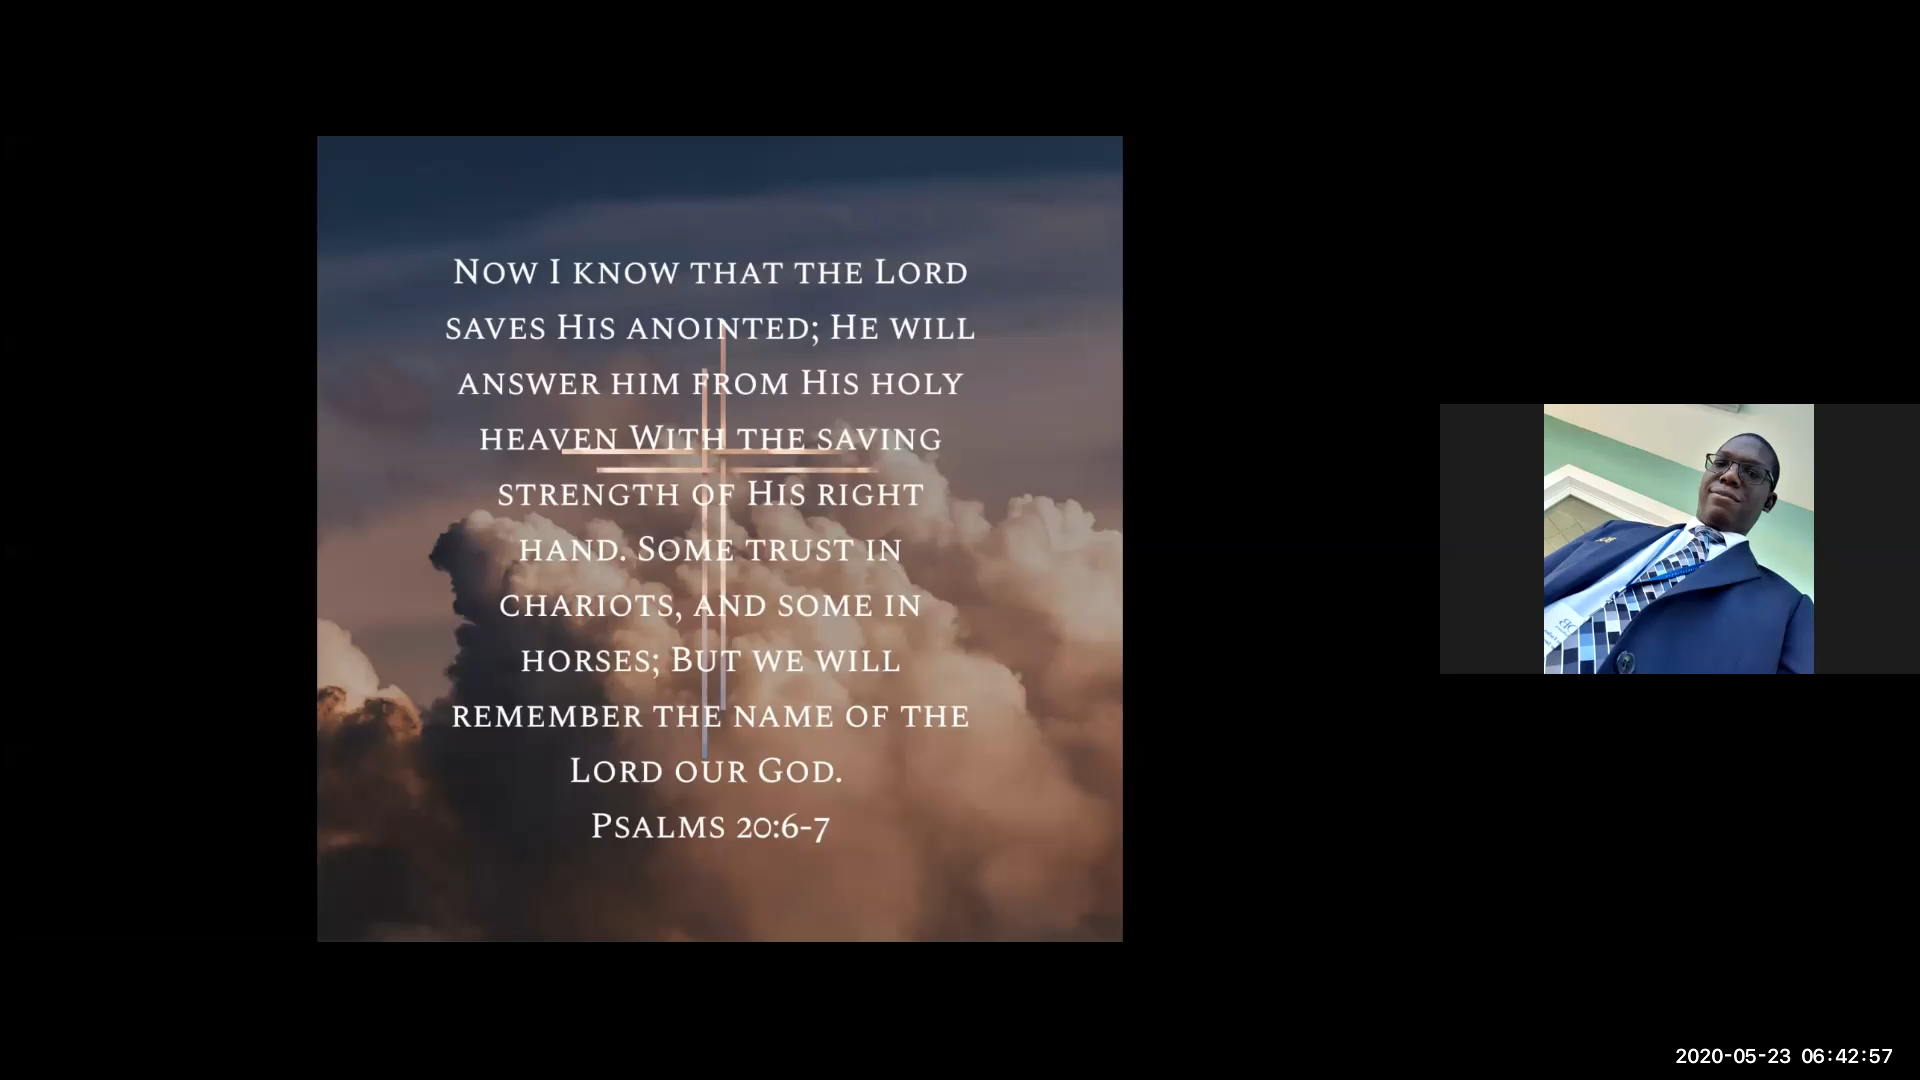 Now I know that the Lord
saves His anointed; He will
answer him from His holy
heaven With the saving
strength of His right
hand. Some trust in
chariots, and some in
horses; But we will
remember the name of the
Lord our God.
Psalms 20:6-7
2020-05-23 06:42:57